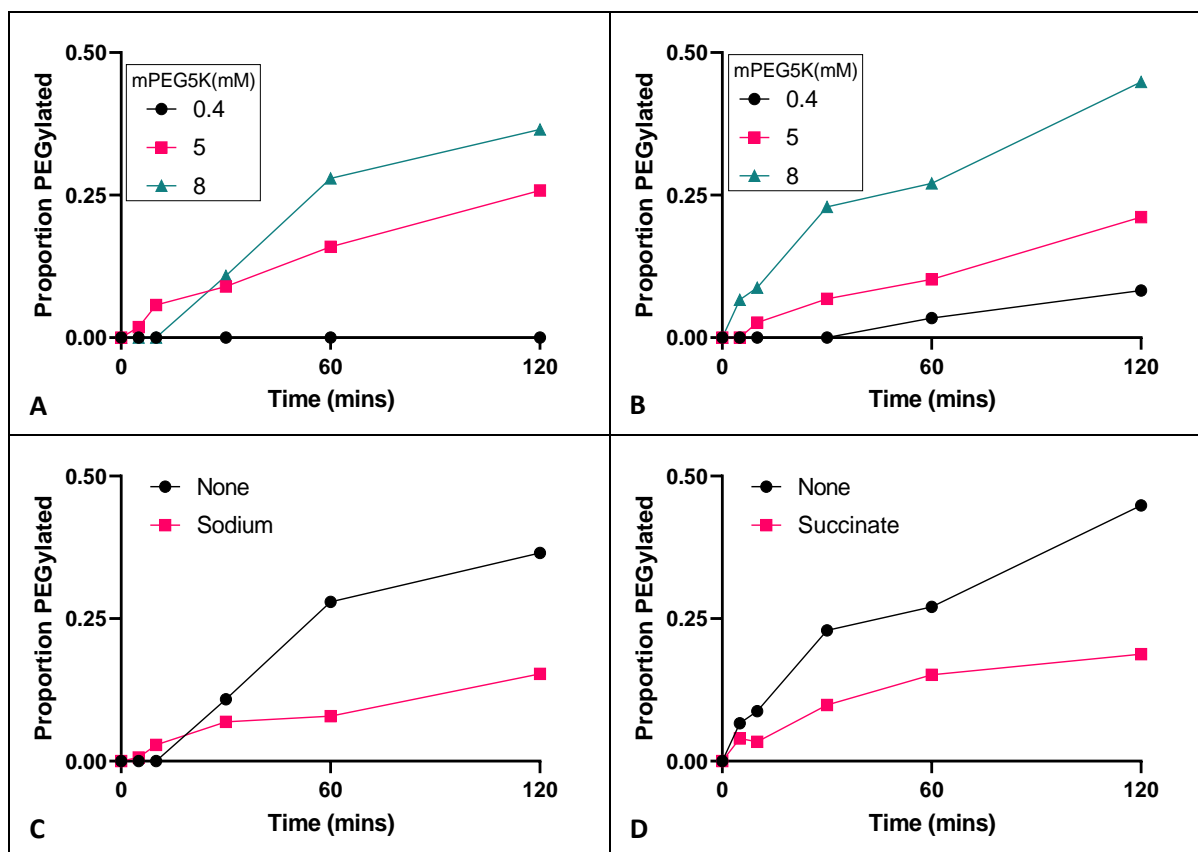 0.50
0.25
0.00
Proportion PEGylated
mPEG5K(mM)
0.4
5
8
0
60
120
Time (mins)
A
0.50
0.25
0.00
Proportion PEGylated
mPEG5K(mM)
0.4
5
8
0
60
120
Time (mins)
B
0.50
0.25
0.00
Proportion PEGylated
None
Sodium
0
60
120
Time (mins)
C
0.50
0.25
0.00
Proportion PEGylated
None
Succinate
0
60
120
Time (mins)
D